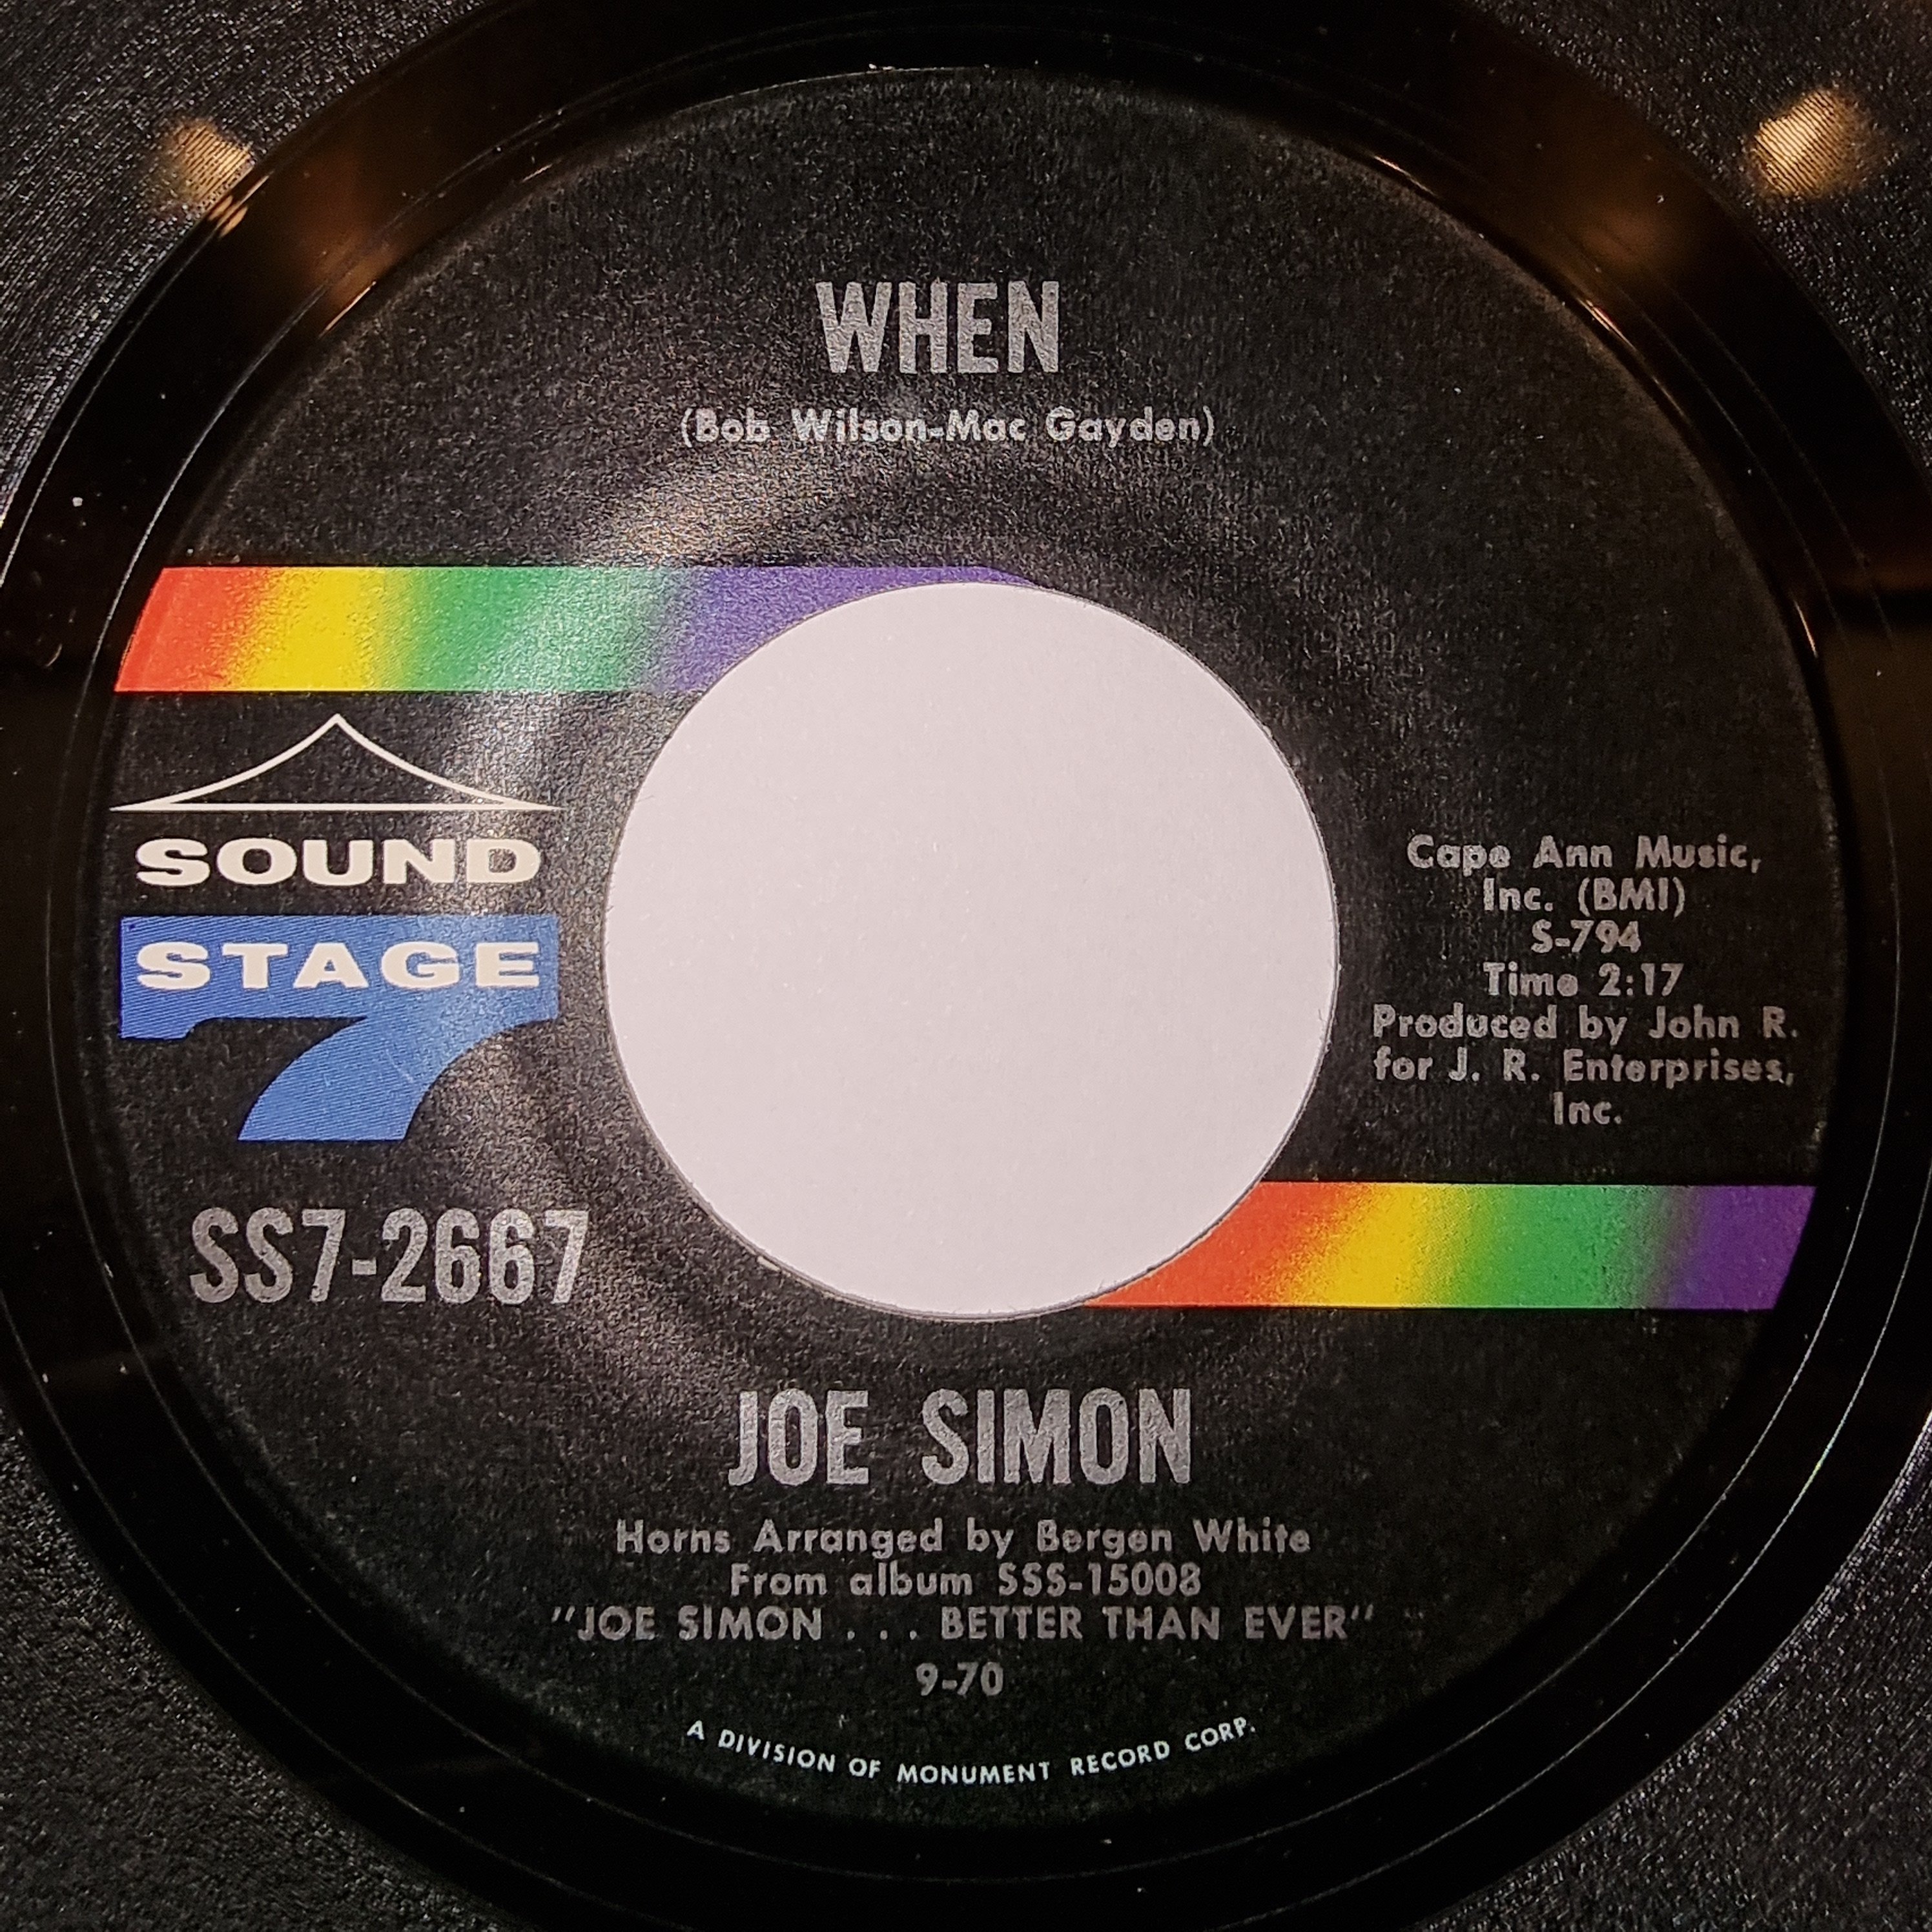 WHEN
(Bob Wilson-Mac Gayden)
SOUND
STAGE
7
SS7-2667
Cape Ann Music,
Inc. (BMI)
S-794
Time 2:17
Produced by John R.
for J. R. Enterprises,
Inc.
JOE SIMON
Horns Arranged by Bergen White
From album SSS-15008
"JOE SIMON . . . BETTER THAN EVER"
9-70
A DIVISION OF MONUMENT RECORD CORP.